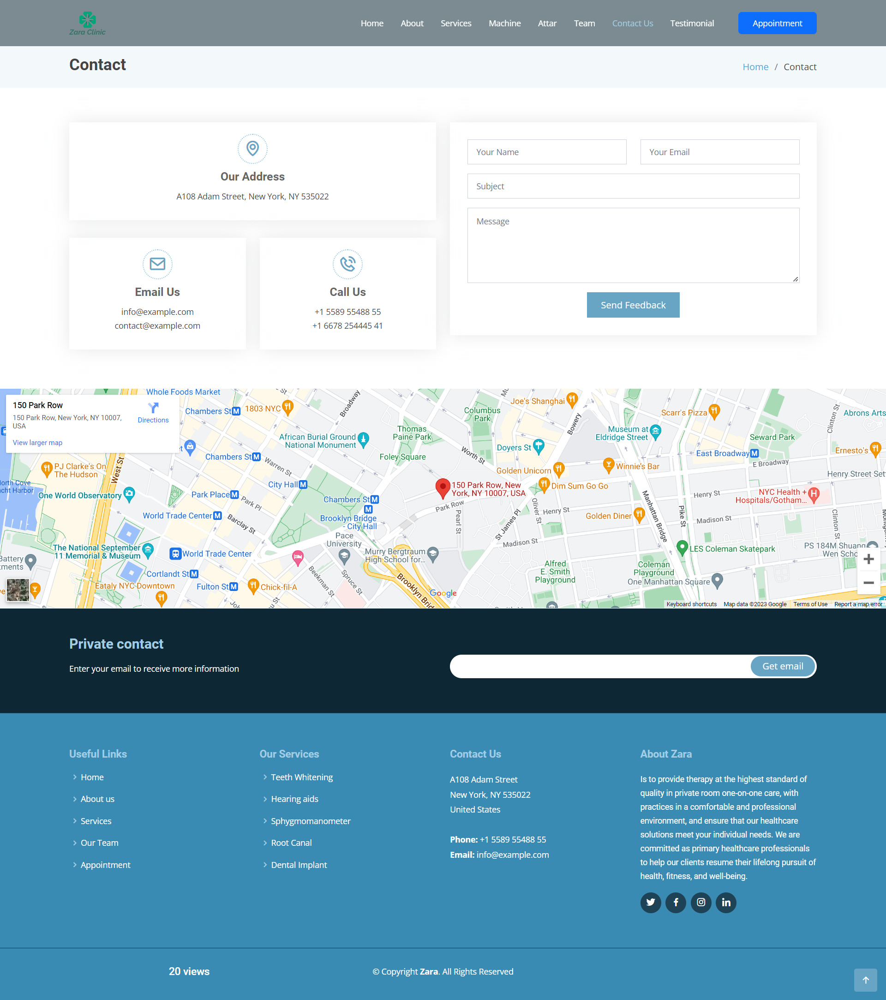 Zara Clinic
Home
About
Services
Machine
Attar
Team
Contact Us
Testimonial
Appointment
Contact
Home / Contact
Our Address
A108 Adam Street, New York, NY 535022
Email Us
info@example.com
contact@example.com
Call Us
+1 5589 55488 55
+1 6678 254445 41
Your Name
Your Email
Subject
Message
Send Feedback
150 Park Row
150 Park Row, New York, NY 10007,
USA
Directions
View larger map
Whole Foods Market
Chambers St
1803 NYC
Broadway
Columbus
Park
Joe's Shanghai
Bowery
Scarr's Pizza
Clinton St
Abrons Arts
Thomas
Paine Park
African Burial Ground
National Monument
Museum at
Eldridge Street
Seward Park
Doyers St
Worth St
Foley Square
Chambers St
Warren St
East Broadway
E Broadway
Ernesto's
PJ Clarke's On
The Hudson
West St
Golden Unicorn
Winnie's Bar
Henry Street Set
City Hall
150 Park Row, New
York, NY 10007, USA
Dim Sum Go Go
orth Cove
acht Harbor
One World Observatory
Park Place
Park Pl
Chambers St
Park Row
Pearl St
Oliver St
Henry St
Manhattan Bridge
Pike St
Henry St
NYC Health +
Hospitals/Gotham...
World Trade Center
Barclay St
Brooklyn Bridge
- City Hall
St James Pl
Golden Diner
Madison St
Clinton St
Pace
University
Madison St
The National September
11 Memorial & Museum
World Trade Center
Murry Bergtraum
High School for...
LES Coleman Skatepark
PS 184M Shuang
Wen Scho
Battery
tments
Cortlandt St
Beekman St
Spruce St
Alfred
E. Smith
Playground
Coleman
Playground
One Manhattan Square
Eataly NYC Downtown
Fulton St
Chick-fil-A
Brooklyn Brid
Google
Keyboard shortcuts
Map data ©2023 Google
Terms of Use
Report a map error
Private contact
Enter your email to receive more information
Get email
Useful Links
Home
About us
Services
Our Team
Appointment
Our Services
Teeth Whitening
Hearing aids
Sphygmomanometer
Root Canal
Dental Implant
Contact Us
A108 Adam Street
New York, NY 535022
United States
Phone: +1 5589 55488 55
Email: info@example.com
About Zara
Is to provide therapy at the highest standard of
quality in private room one-on-one care, with
practices in a comfortable and professional
environment, and ensure that our healthcare
solutions meet your individual needs. We are
committed as primary healthcare professionals
to help our clients resume their lifelong pursuit of
health, fitness, and well-being.
20 views
© Copyright Zara. All Rights Reserved